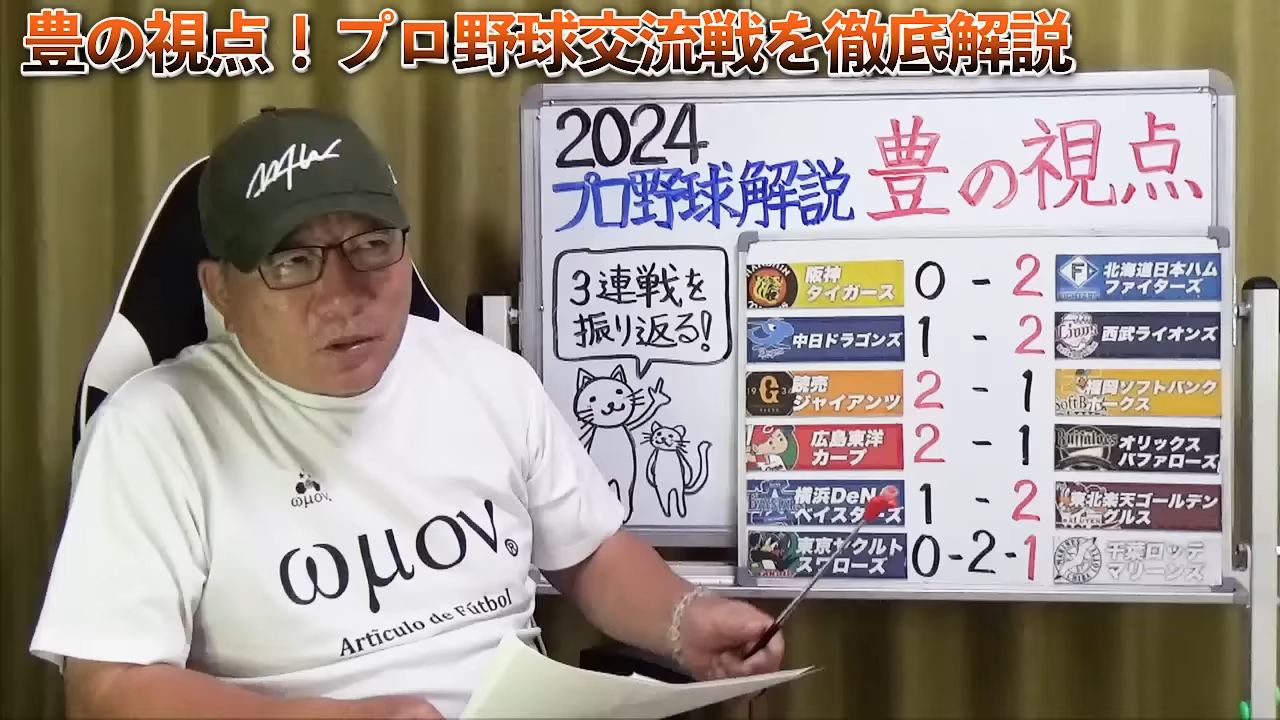 豊の視点！プロ野球交流戦を徹底解説
2024
プロ野球解説
豊の視点
3連戦を
振り返る!
阪神
タイガース
0 - 2
北海道日本ハム
ファイターズ
中日ドラゴンズ
1 - 2
Lions
西武ライオンズ
G
読売
ジャイアンツ
2 - 1
福岡ソフトバンク
ホークス
広島東洋
カープ
2 - 1
Buffaloes
オリックス
バファローズ
横浜DeNA
ベイスターズ
1 - 2
東北楽天ゴールデン
グルス
東京ヤクルト
スワローズ
0-2-1
千葉ロッテ
マリーンズ
ωμον
ωμον®
Artīculo de Fútbol